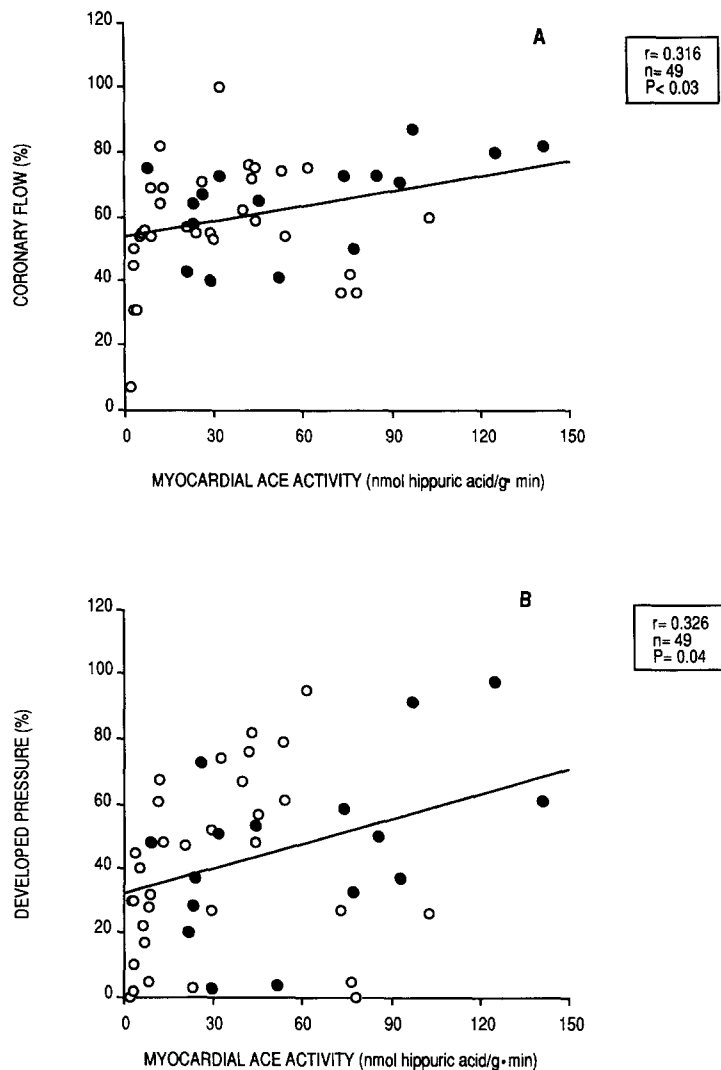 A
r= 0.316
n= 49
P< 0.03
120
100
80
60
40
20
0
CORONARY FLOW (%)
0 30 60 90 120 150
MYOCARDIAL ACE ACTIVITY (nmol hippuric acid/g• min)
B
r= 0.326
n= 49
P= 0.04
120
100
80
60
40
20
0
DEVELOPED PRESSURE (%)
0 30 60 90 120 150
MYOCARDIAL ACE ACTIVITY (nmol hippuric acid/g•min)